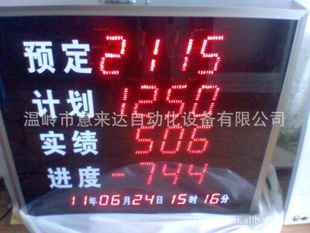 预定 2115
计划 1250
温岭市意来达自动化设备有限公司
实绩 506
进度 -744
11年06月24日15时16分